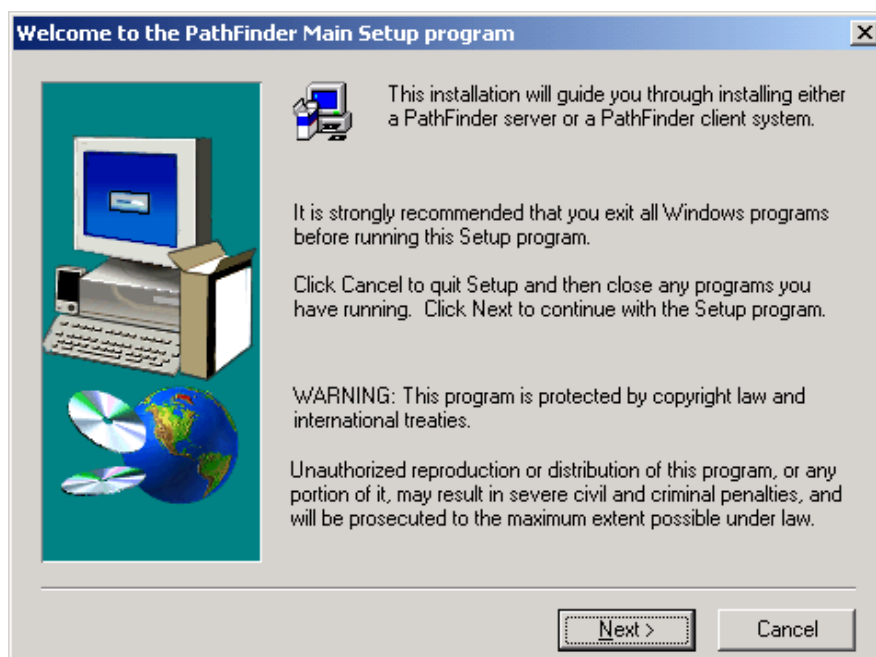 Welcome to the PathFinder Main Setup program
This installation will guide you through installing either
a PathFinder server or a PathFinder client system.
It is strongly recommended that you exit all Windows programs
before running this Setup program.
Click Cancel to quit Setup and then close any programs you
have running.  Click Next to continue with the Setup program.
WARNING: This program is protected by copyright law and
international treaties.
Unauthorized reproduction or distribution of this program, or any
portion of it, may result in severe civil and criminal penalties, and
will be prosecuted to the maximum extent possible under law.
Next > Cancel